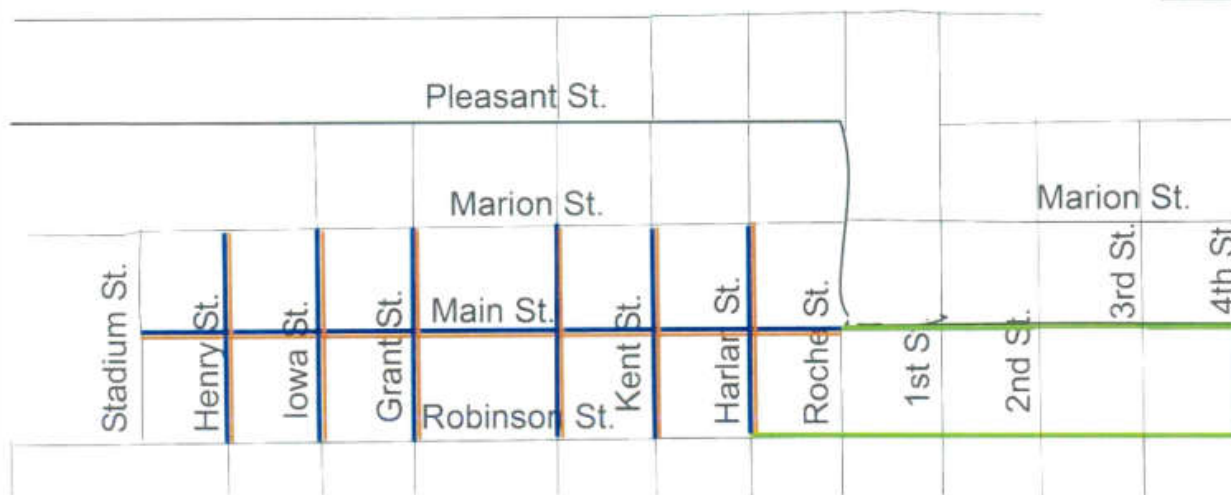 Pleasant St.
Marion St.
Marion St.
Main St.
Robinson St.
Stadium St.
Henry St.
Iowa St.
Grant St.
Kent St.
Harlan St.
Roche St.
1st S
2nd St.
3rd St.
4th St